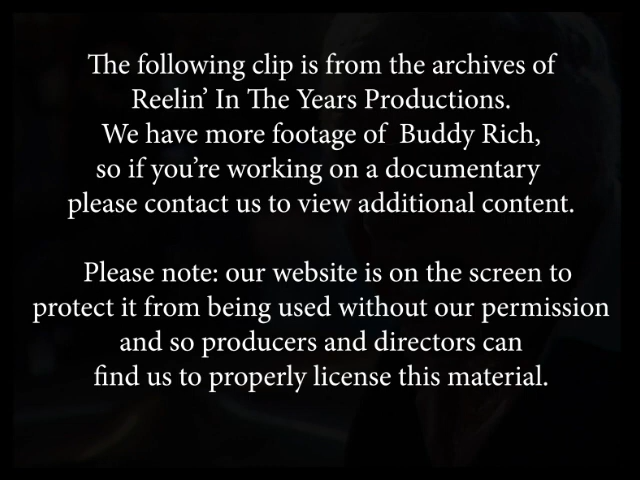 The following clip is from the archives of
Reelin’ In The Years Productions.
We have more footage of Buddy Rich,
so if you’re working on a documentary
please contact us to view additional content.
Please note: our website is on the screen to
protect it from being used without our permission
and so producers and directors can
find us to properly license this material.